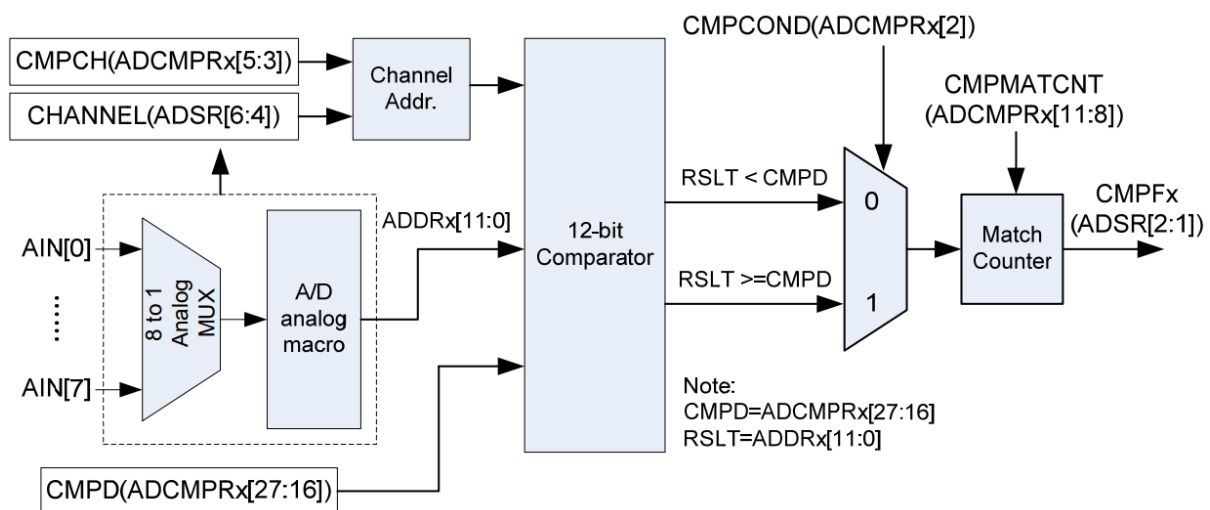 CMPCOND(ADCMPRx[2])
CMPCH(ADCMPRx[5:3])
CHANNEL(ADSR[6:4])
Channel
Addr.
CMPMATCNT
(ADCMPRx[11:8])
AIN[0]
......
AIN[7]
8 to 1
Analog
MUX
A/D
analog
macro
ADDRx[11:0]
12-bit
Comparator
RSLT < CMPD
RSLT >=CMPD
0
1
Match
Counter
CMPFx
(ADSR[2:1])
Note:
CMPD=ADCMPRx[27:16]
RSLT=ADDRx[11:0]
CMPD(ADCMPRx[27:16])